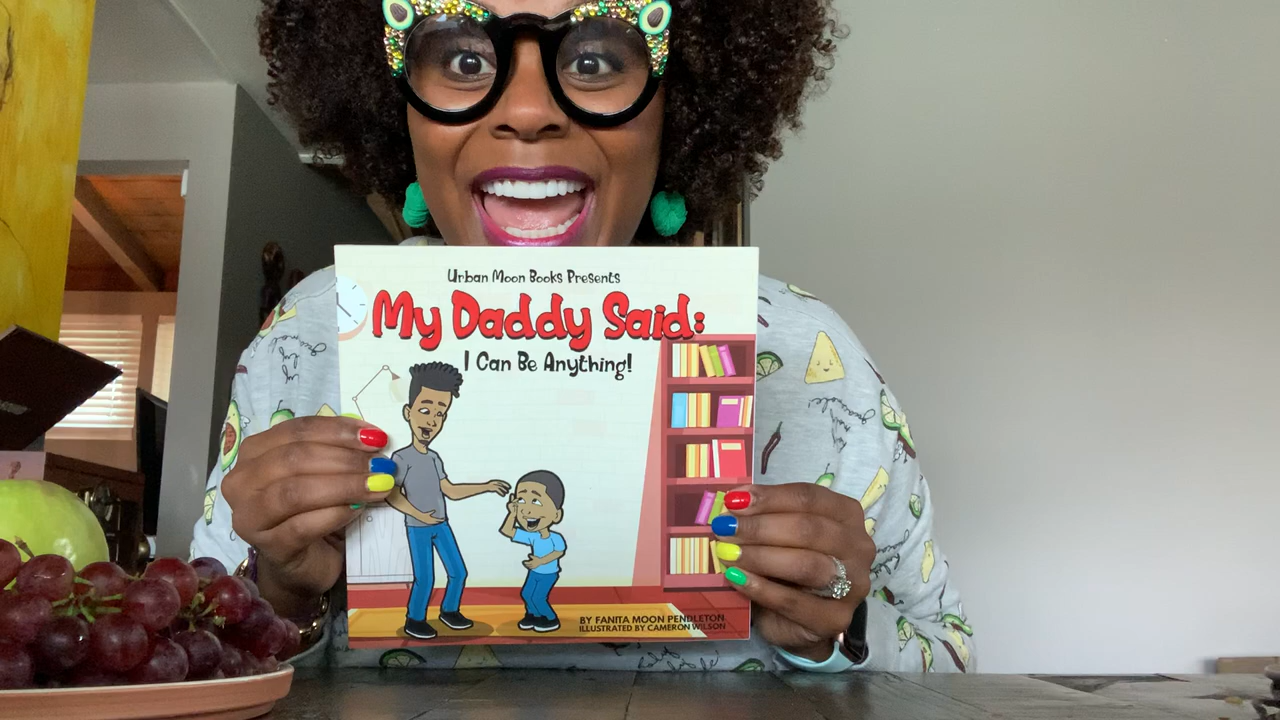 Urban Moon Books Presents
My Daddy Said:
I Can Be Anything!
BY FANITA MOON PENDLETON
ILLUSTRATED BY CAMERON WILSON